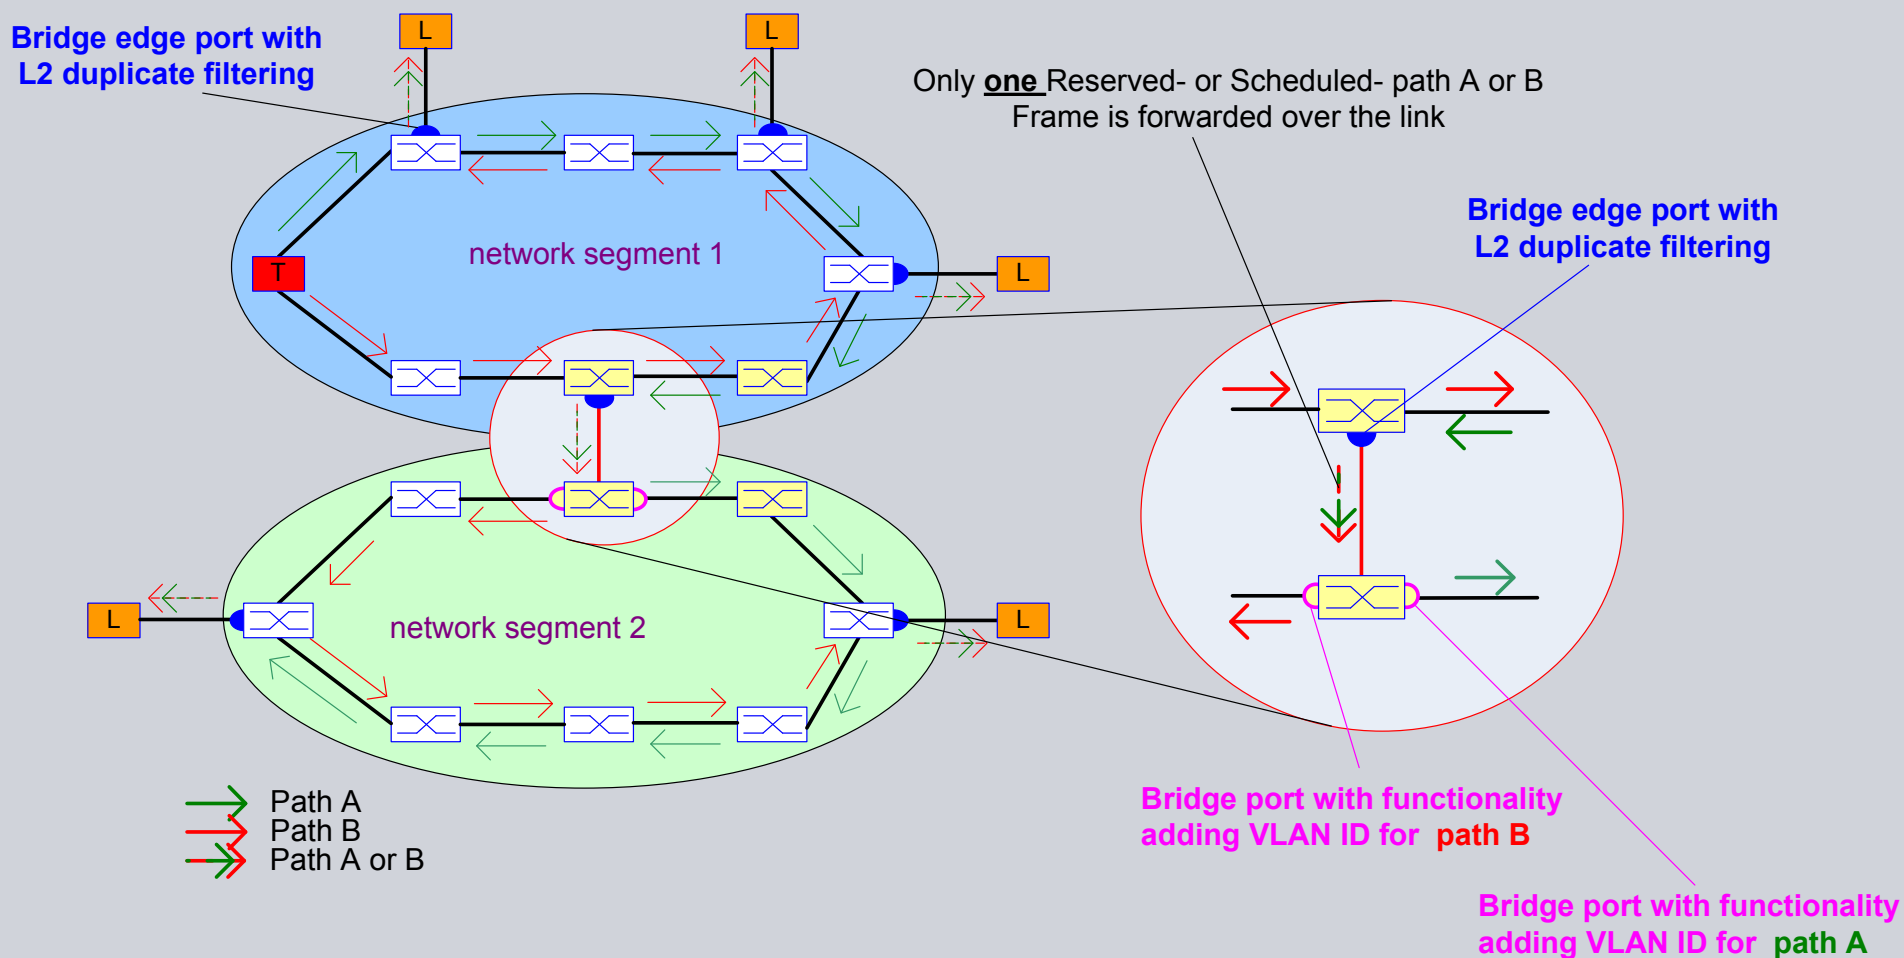 L
L
Bridge edge port with
L2 duplicate filtering
Only one Reserved- or Scheduled- path A or B
Frame is forwarded over the link
Bridge edge port with
L2 duplicate filtering
network segment 1
T
L
network segment 2
L
L
Path A
Path B
Path A or B
Bridge port with functionality
adding VLAN ID for path B
Bridge port with functionality
adding VLAN ID for path A